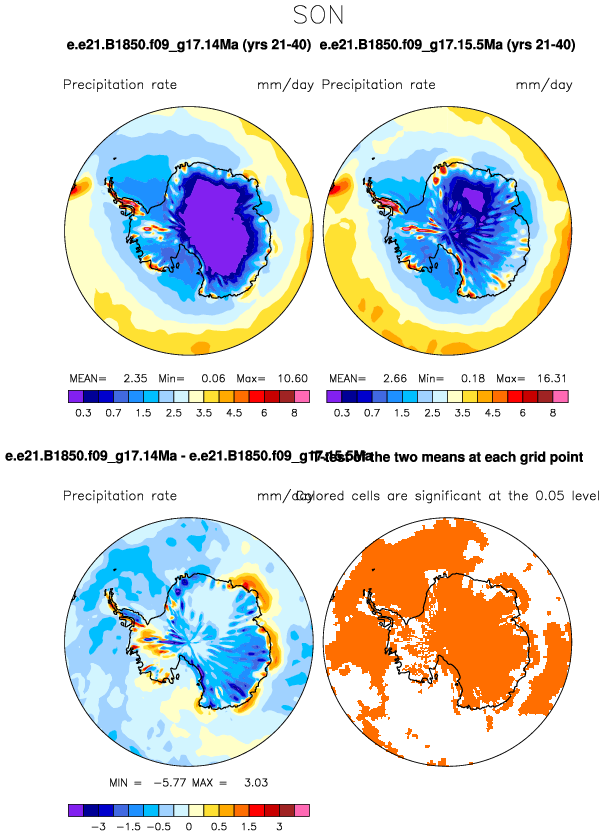 SON
e.e21.B1850.f09_g17.14Ma (yrs 21-40) e.e21.B1850.f09_g17.15.5Ma (yrs 21-40)
Precipitation rate mm/day Precipitation rate mm/day
MEAN= 2.35 Min= 0.06 Max= 10.60 MEAN= 2.66 Min= 0.18 Max= 16.31
0.3 0.7 1.5 2.5 3.5 4.5 6 8 0.3 0.7 1.5 2.5 3.5 4.5 6 8
e.e21.B1850.f09_g17.14Ma - e.e21.B1850.f09_g17.15.5Ma T-test of the two means at each grid point
Precipitation rate mm/day Colored cells are significant at the 0.05 level
MIN = -5.77 MAX = 3.03
-3 -1.5 -0.5 0 0.5 1.5 3